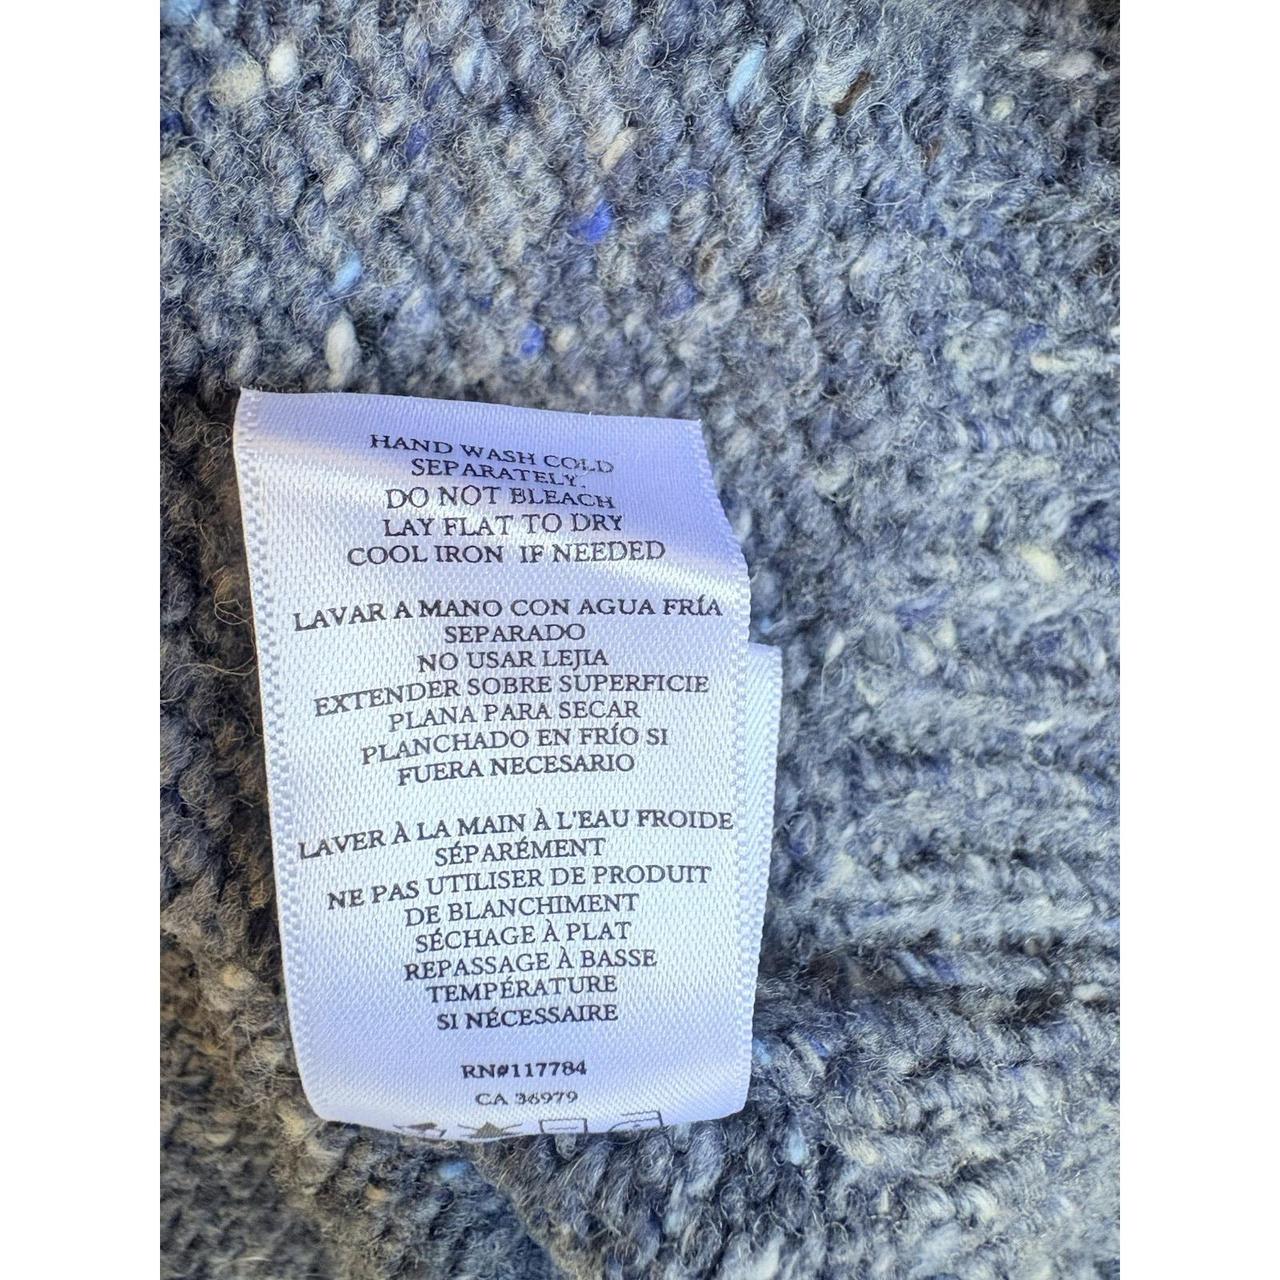 HAND WASH COLD
SEPARATELY.
DO NOT BLEACH
LAY FLAT TO DRY
COOL IRON IF NEEDED
LAVAR A MANO CON AGUA FRÍA
SEPARADO
NO USAR LEJIA
EXTENDER SOBRE SUPERFICIE
PLANA PARA SECAR
PLANCHADO EN FRÍO SI
FUERA NECESARIO
LAVER À LA MAIN À L'EAU FROIDE
SÉPARÉMENT
NE PAS UTILISER DE PRODUIT
DE BLANCHIMENT
SÉCHAGE À PLAT
REPASSAGE À BASSE
TEMPÉRATURE
SI NÉCESSAIRE
RN#117784
CA 36979